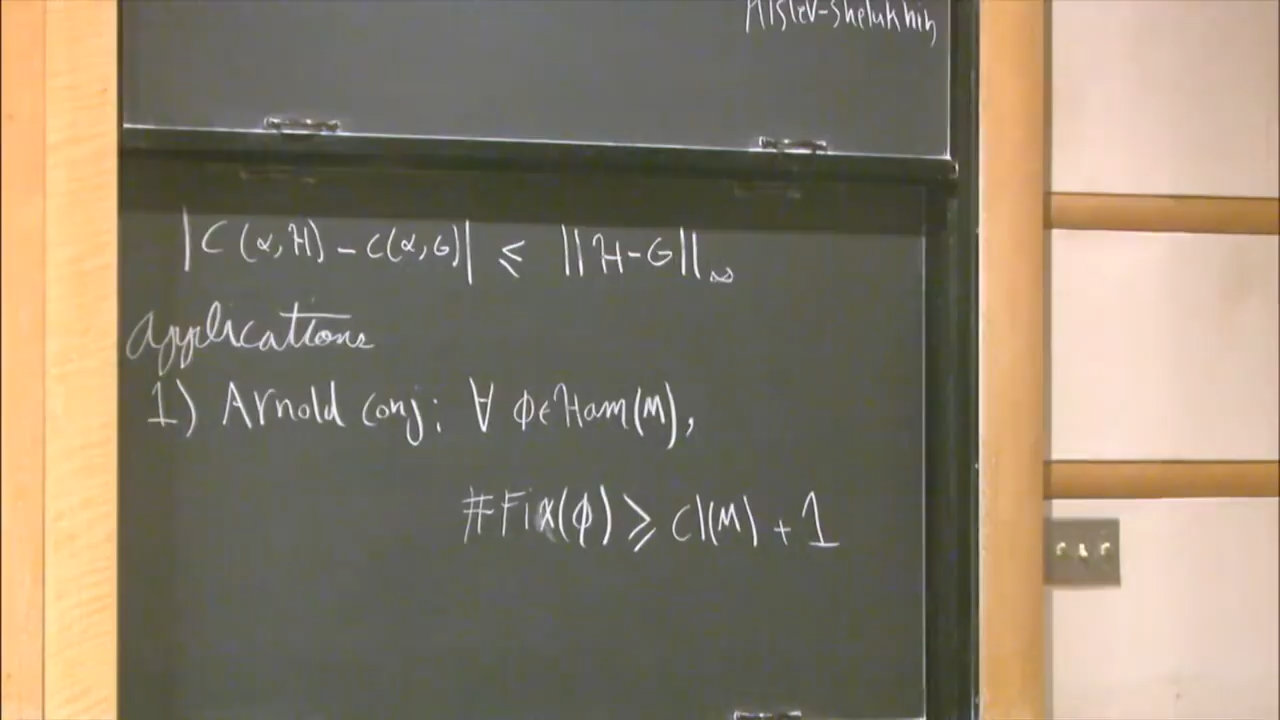 Kislev-Shelukhin
|C(α,H) - C(α,G)| ≤ ||H-G||∞
applications
1) Arnold conj: ∀ φ∈Ham(M),
#Fix(φ) ≥ cl(M) + 1